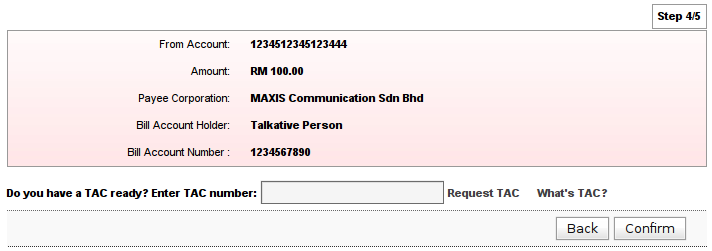 Step 4/5
From Account: 1234512345123444
Amount: RM 100.00
Payee Corporation: MAXIS Communication Sdn Bhd
Bill Account Holder: Talkative Person
Bill Account Number : 1234567890
Do you have a TAC ready? Enter TAC number: Request TAC What's TAC?
Back Confirm